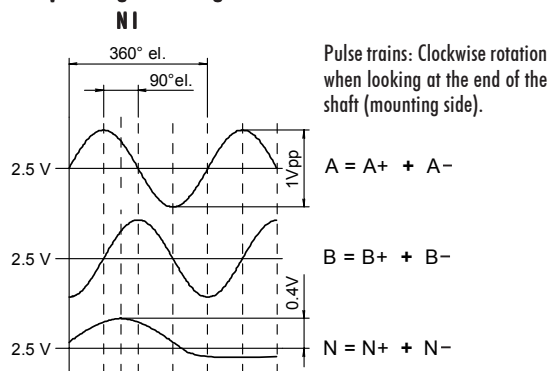 NI
360° el.
90°el.
Pulse trains: Clockwise rotation
when looking at the end of the
shaft (mounting side).
2.5 V
1Vpp
A = A+ + A−
2.5 V
B = B+ + B−
0.4V
2.5 V
N = N+ + N−